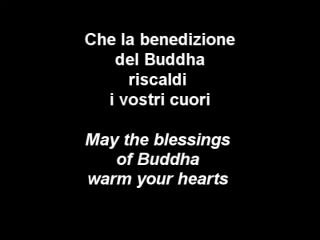 Che la benedizione
del Buddha
riscaldi
i vostri cuori
May the blessings
of Buddha
warm your hearts